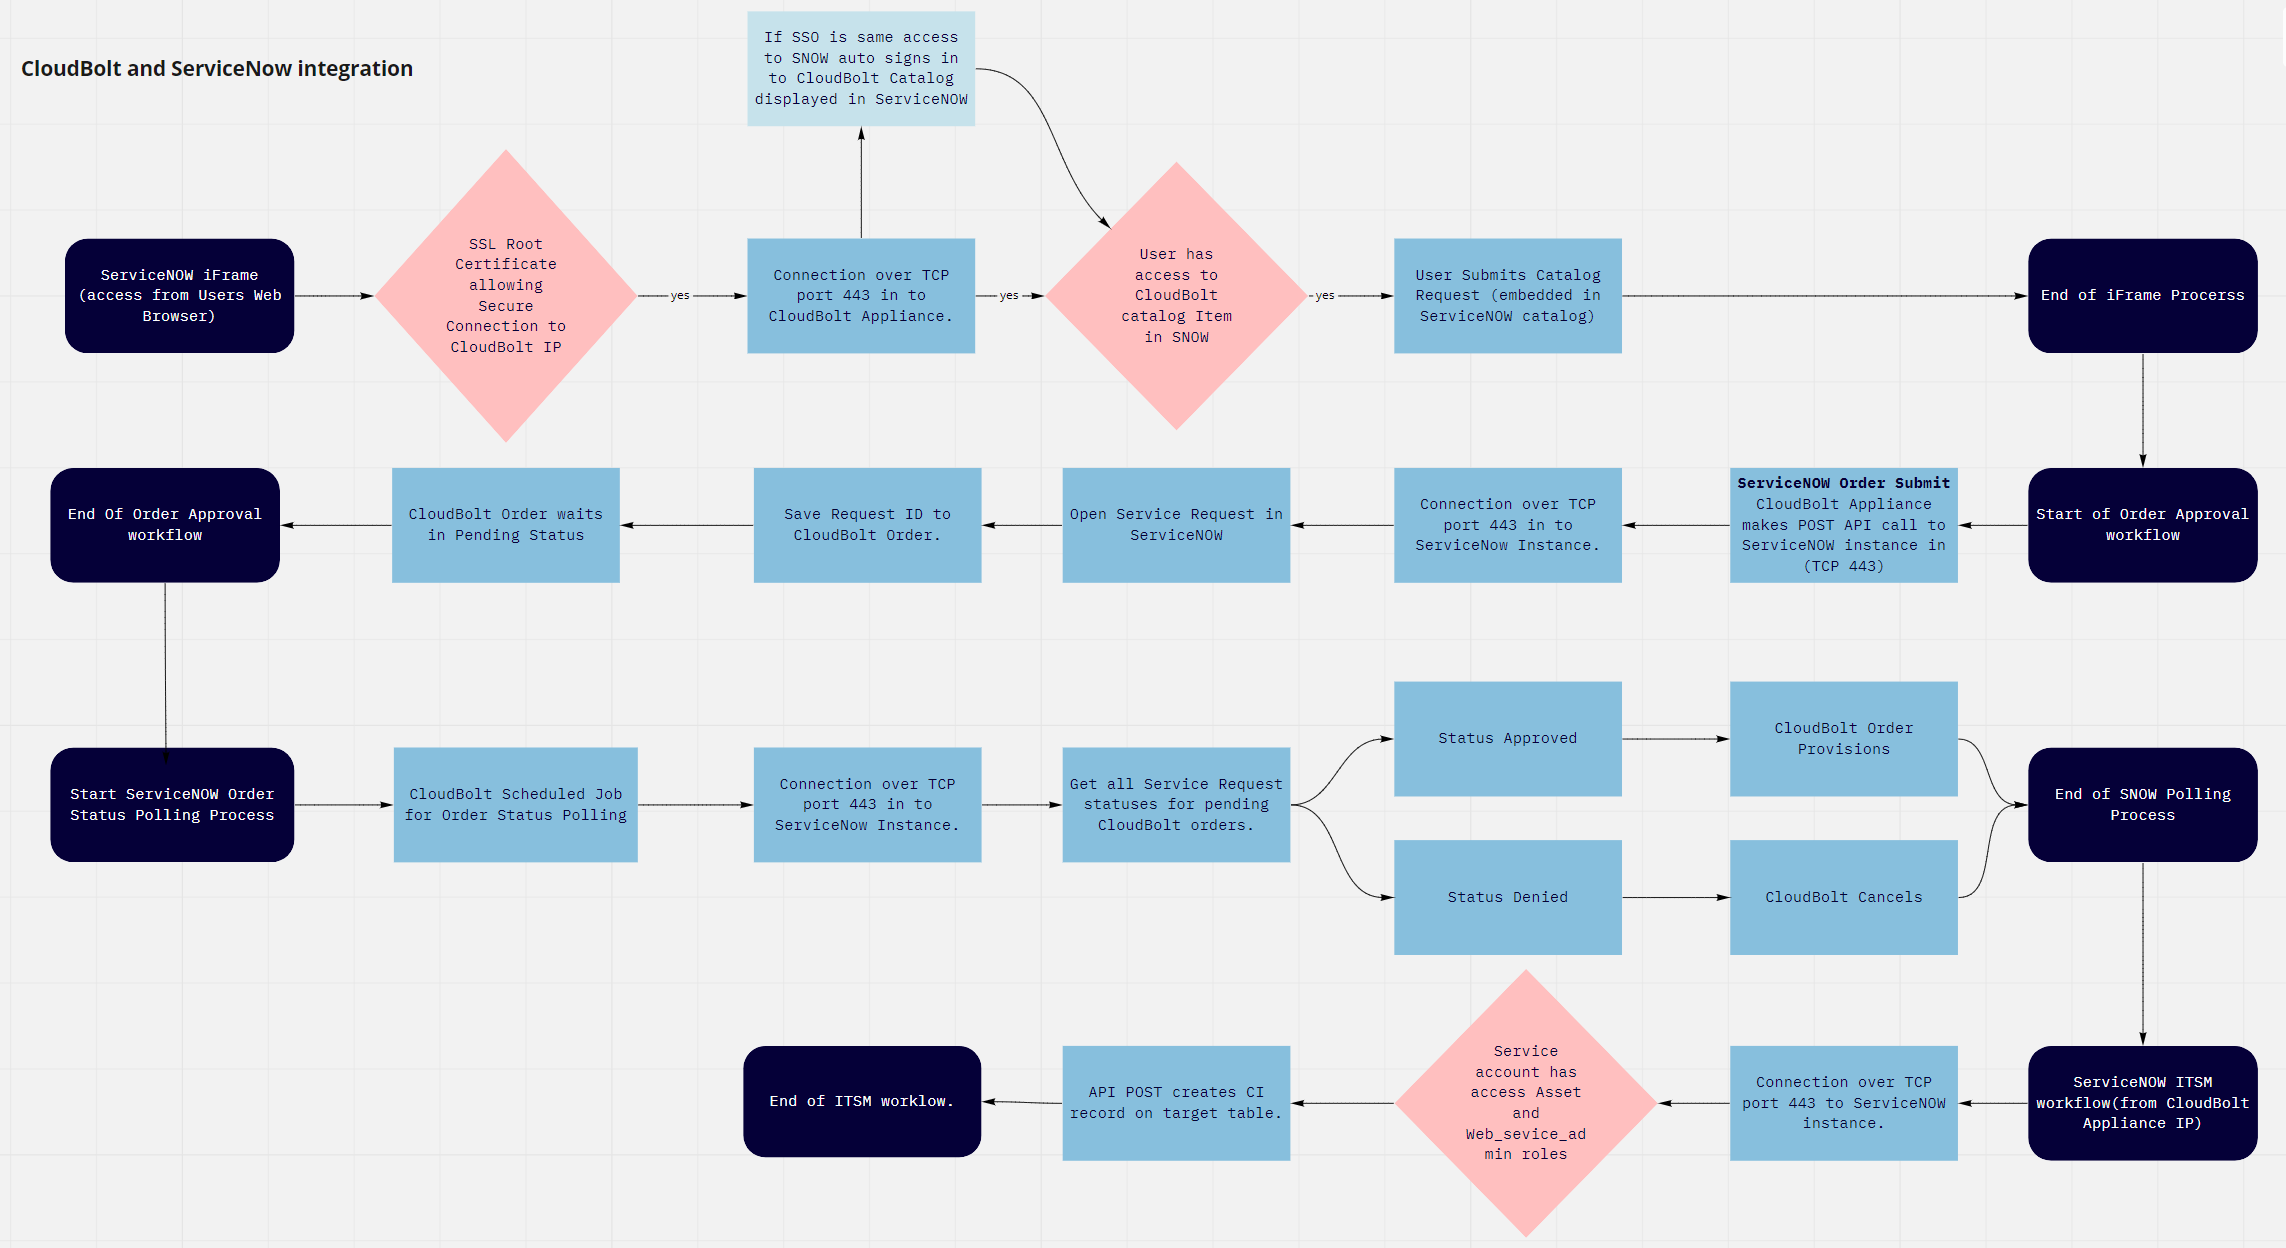 CloudBolt and ServiceNow integration
If SSO is same access
to SNOW auto signs in
to CloudBolt Catalog
displayed in ServiceNOW
ServiceNOW iFrame
(access from Users Web
Browser)
SSL Root
Certificate
allowing
Secure
Connection to
CloudBolt IP
yes
Connection over TCP
port 443 in to
CloudBolt Appliance.
yes
User has
access to
CloudBolt
catalog Item
in SNOW
yes
User Submits Catalog
Request (embedded in
ServiceNOW catalog)
End of iFrame Procerss
End Of Order Approval
workflow
CloudBolt Order waits
in Pending Status
Save Request ID to
CloudBolt Order.
Open Service Request in
ServiceNOW
Connection over TCP
port 443 in to
ServiceNow Instance.
ServiceNOW Order Submit
CloudBolt Appliance
makes POST API call to
ServiceNOW instance in
(TCP 443)
Start of Order Approval
workflow
Start ServiceNOW Order
Status Polling Process
CloudBolt Scheduled Job
for Order Status Polling
Connection over TCP
port 443 in to
ServiceNow Instance.
Get all Service Request
statuses for pending
CloudBolt orders.
Status Approved
CloudBolt Order
Provisions
Status Denied
CloudBolt Cancels
End of SNOW Polling
Process
End of ITSM worklow.
API POST creates CI
record on target table.
Service
account has
access Asset
and
Web_sevice_ad
min roles
Connection over TCP
port 443 to ServiceNOW
instance.
ServiceNOW ITSM
workflow(from CloudBolt
Appliance IP)